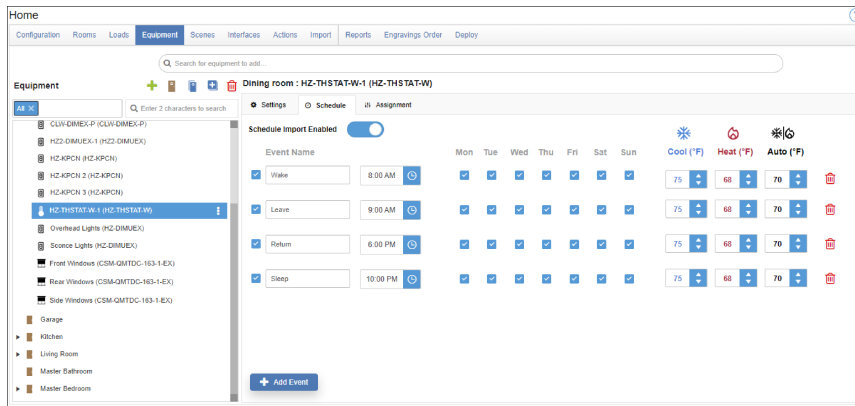 Home
Configuration Rooms Loads Equipment Scenes Interfaces Actions Import Reports Engravings Order Deploy
Search for equipment to add...
Equipment
All ×
Enter 2 characters to search
CLW-DIMEX-P (CLW-DIMEX-P)
HZ2-DIMUEX-1 (HZ2-DIMUEX)
HZ-KPCN (HZ-KPCN)
HZ-KPCN 2 (HZ-KPCN)
HZ-KPCN 3 (HZ-KPCN)
HZ-THSTAT-W-1 (HZ-THSTAT-W)
Overhead Lights (HZ-DIMUEX)
Sconce Lights (HZ-DIMUEX)
Front Windows (CSM-QMTDC-163-1-EX)
Rear Windows (CSM-QMTDC-163-1-EX)
Side Windows (CSM-QMTDC-163-1-EX)
Garage
Kitchen
Living Room
Master Bathroom
Master Bedroom
Dining room : HZ-THSTAT-W-1 (HZ-THSTAT-W)
Settings Schedule Assignment
Schedule Import Enabled
Event Name Mon Tue Wed Thu Fri Sat Sun Cool (°F) Heat (°F) Auto (°F)
Wake 8:00 AM 75 68 70
Leave 9:00 AM 75 68 70
Return 6:00 PM 75 68 70
Sleep 10:00 PM 75 68 70
Add Event